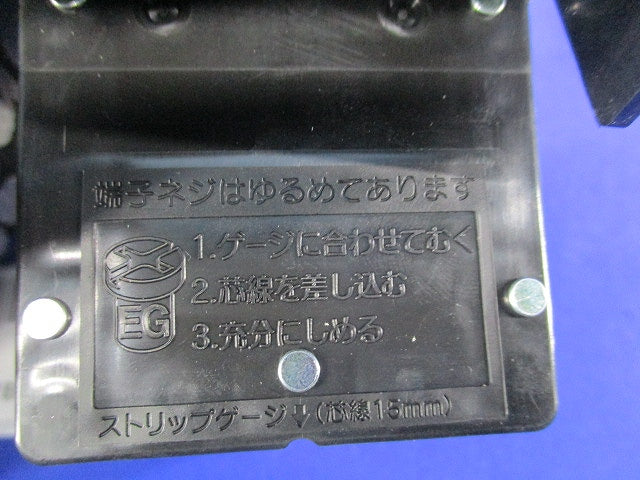 端子ネジはゆるめてあります
1.ゲージに合わせてむく
2.芯線を差し込む
EG
3.充分にしめる
ストリップゲージ↓(芯線15mm)